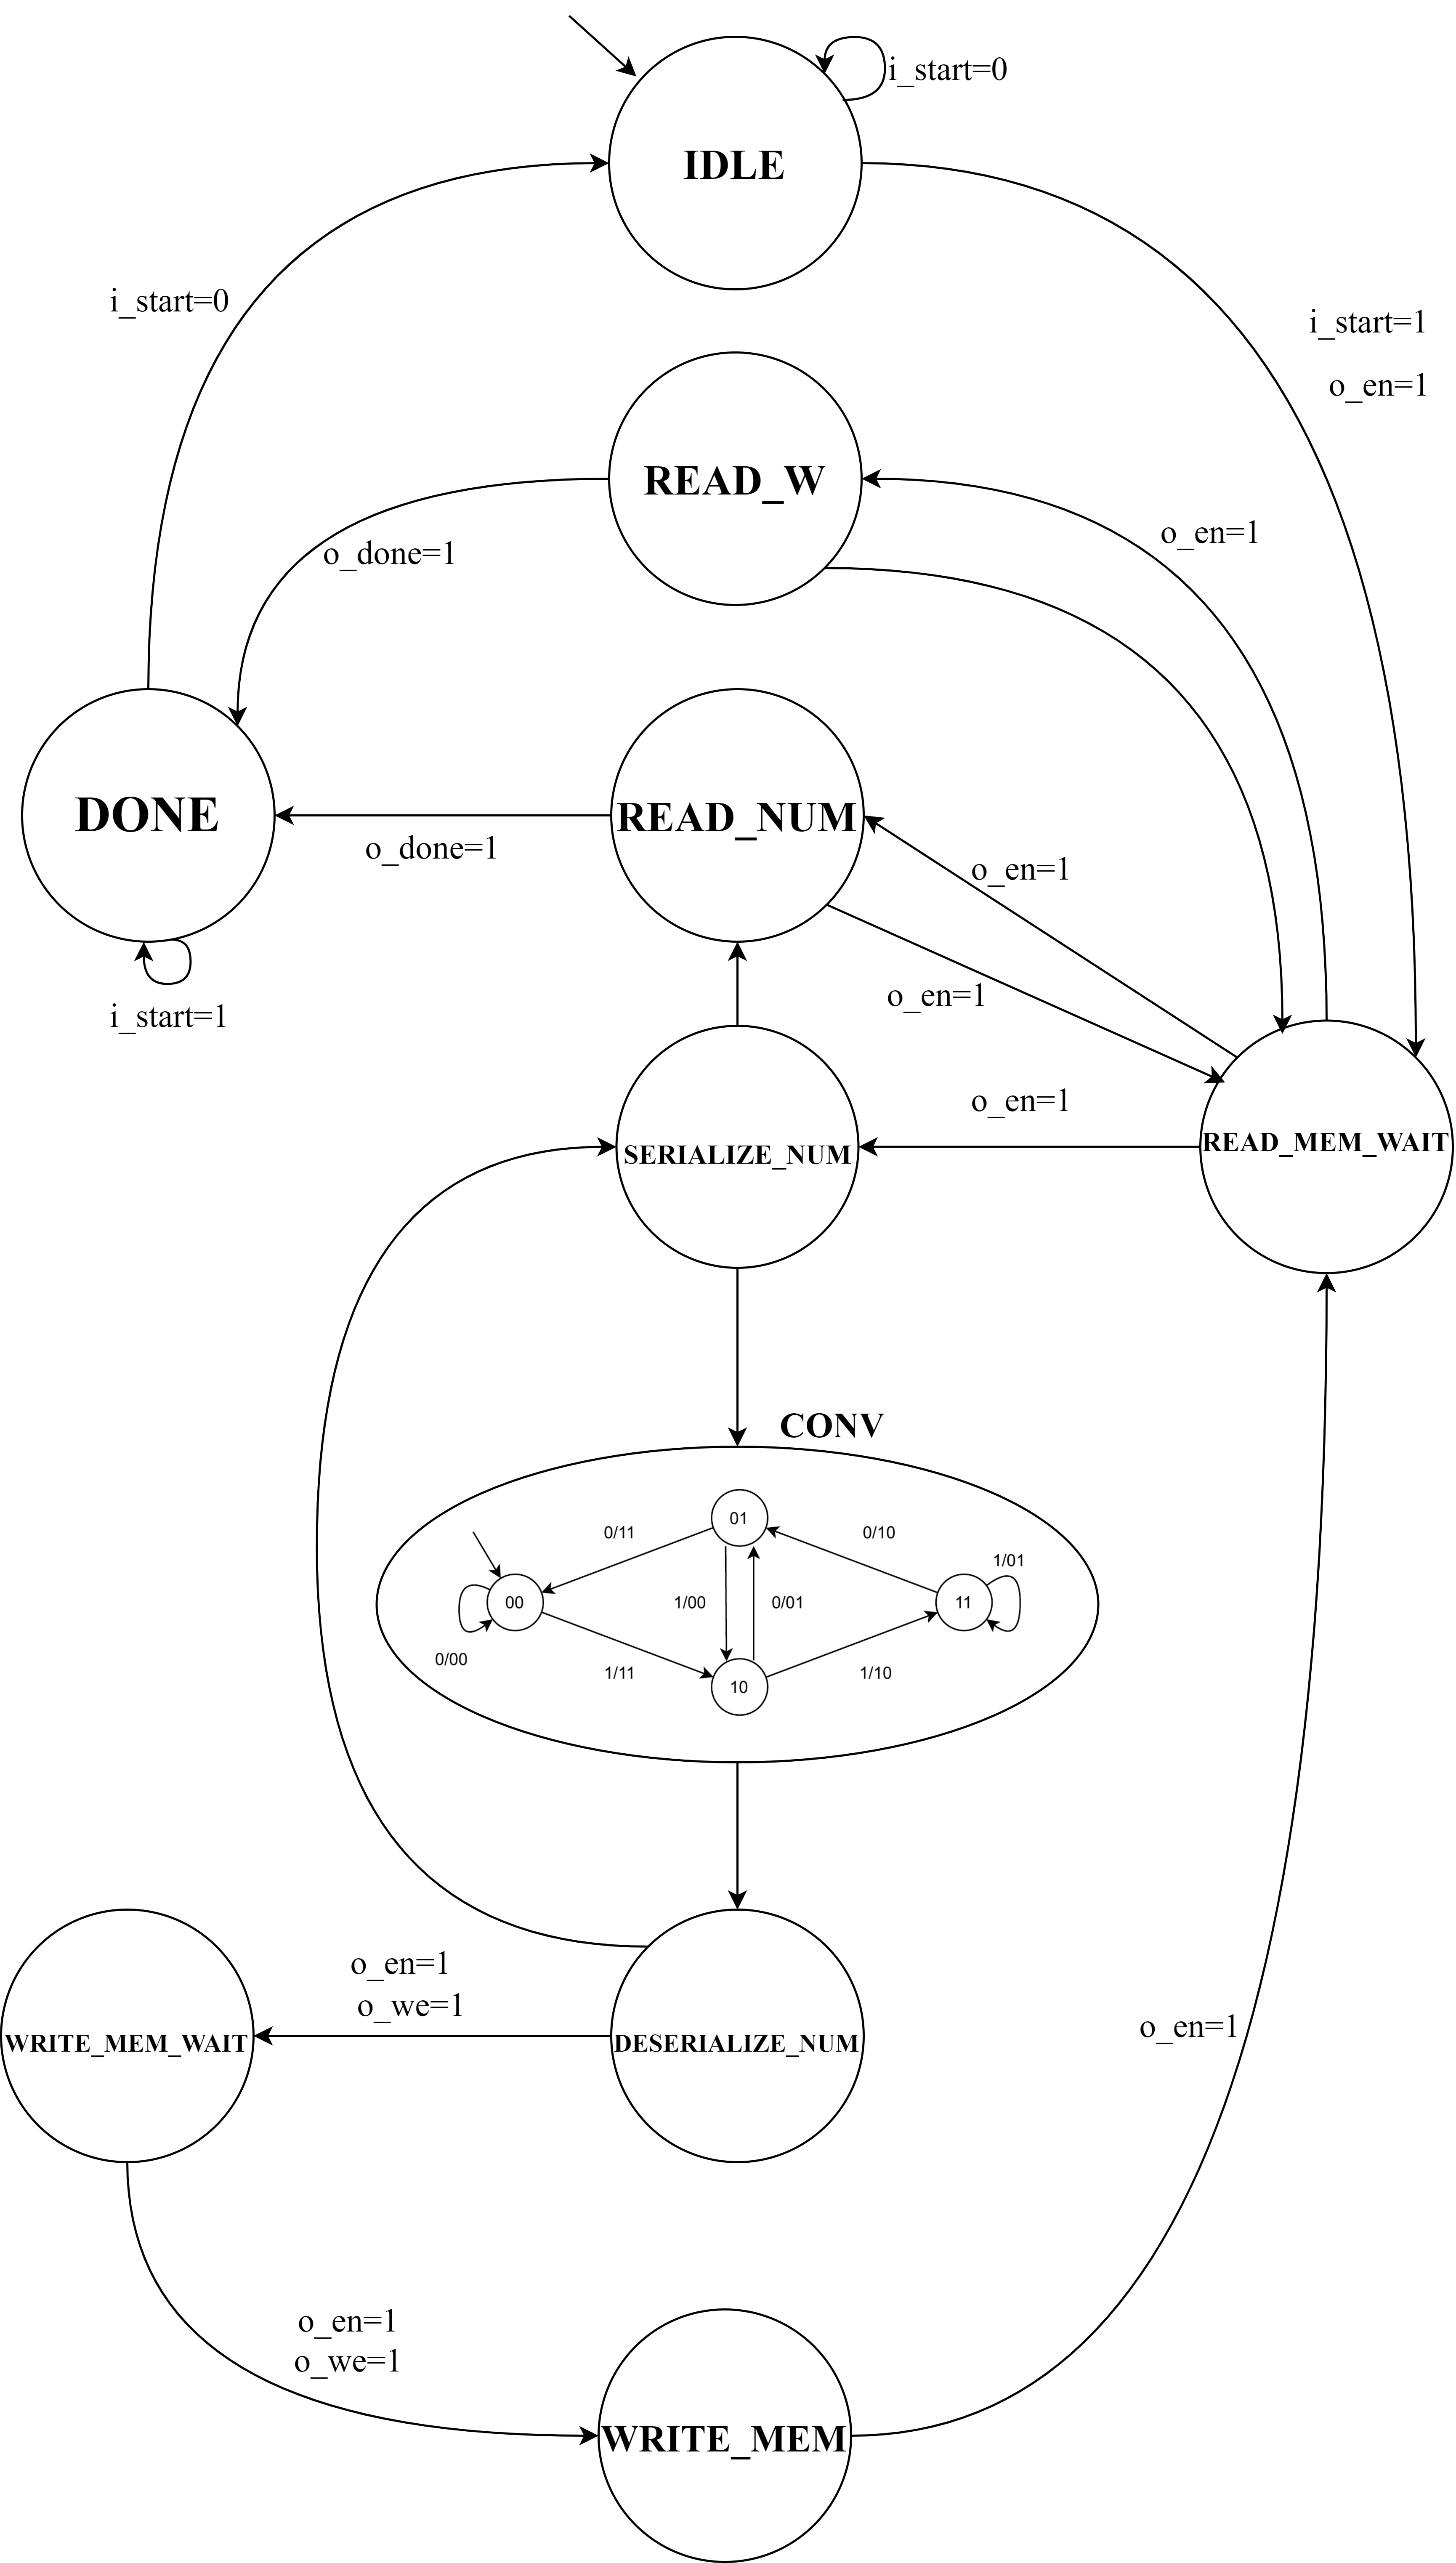 i_start=0
IDLE
i_start=0
i_start=1
o_en=1
READ_W
o_en=1
o_done=1
DONE
READ_NUM
o_done=1
o_en=1
o_en=1
i_start=1
o_en=1
SERIALIZE_NUM
READ_MEM_WAIT
CONV
01
0/11
0/10
1/01
00
1/00
0/01
11
0/00
1/11
10
1/10
o_en=1
o_we=1
WRITE_MEM_WAIT
DESERIALIZE_NUM
o_en=1
o_en=1
o_we=1
WRITE_MEM